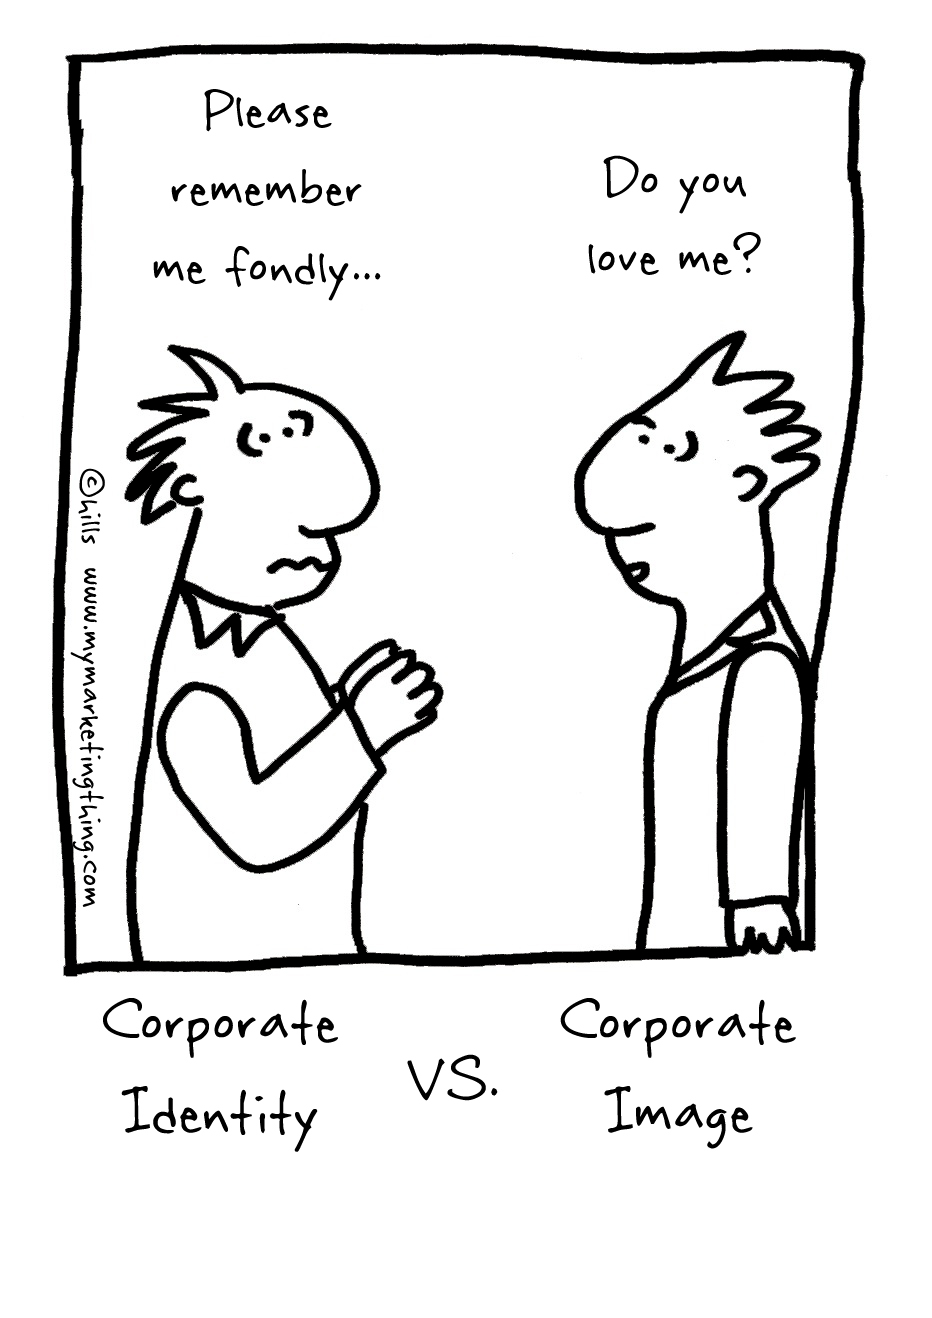 Please
remember
me fondly...
Do you
love me?
©hills www.mymarketingthing.com
Corporate
Identity
vs.
Corporate
Image